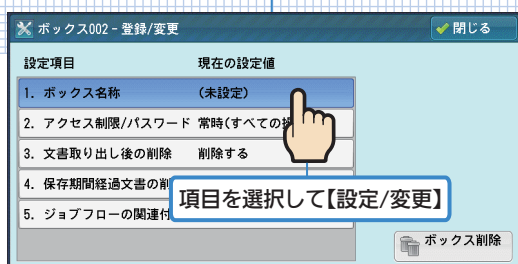 ボックス002 - 登録/変更
閉じる
設定項目 現在の設定値
1. ボックス名称 (未設定)
2. アクセス制限/パスワード 常時(すべての
3. 文書取り出し後の削除 削除する
4. 保存期間経過文書の
5. ジョブフローの関連付
項目を選択して【設定/変更】
ボックス削除